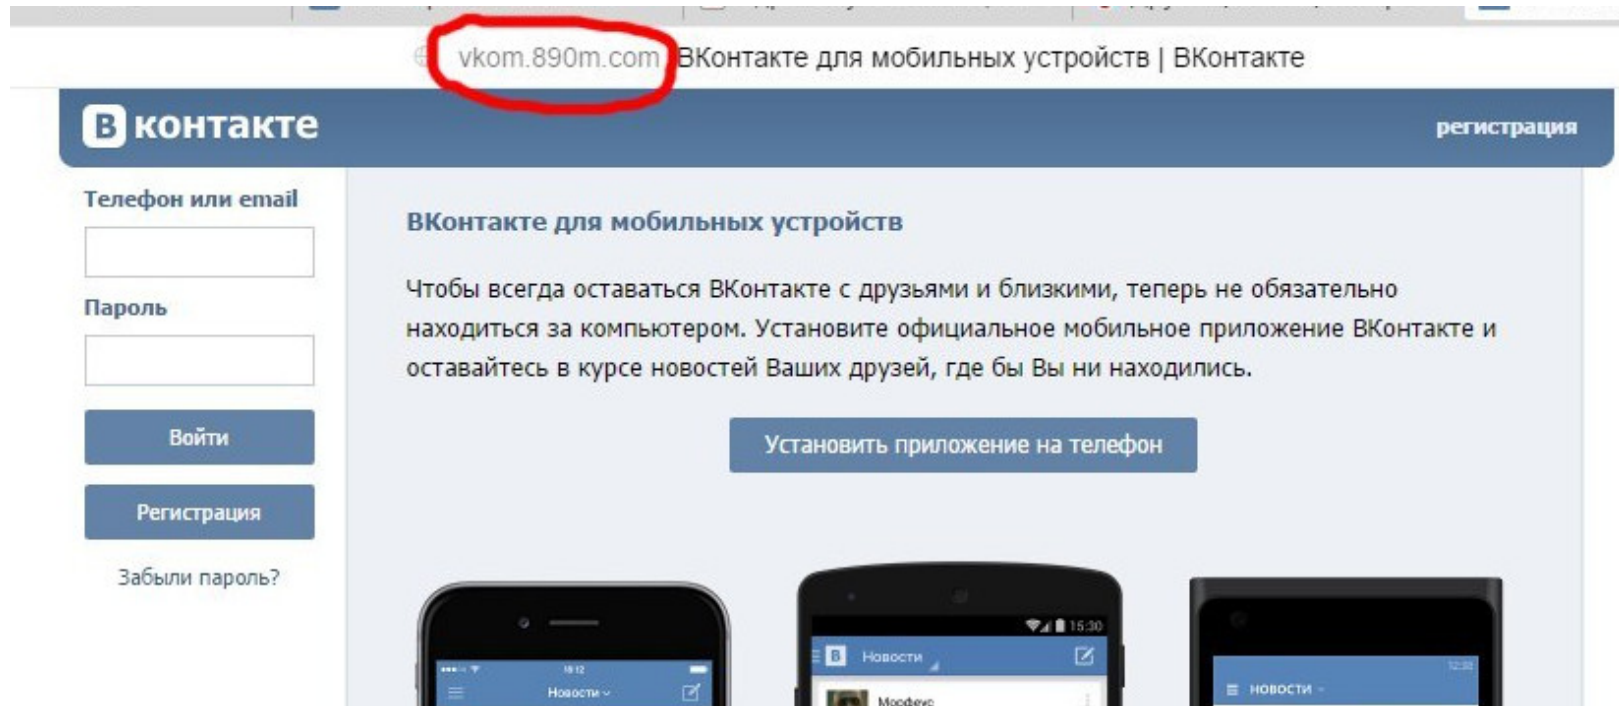 vkom.890m.com ВКонтакте для мобильных устройств | ВКонтакте
В контакте
регистрация
Телефон или email
Пароль
Войти
Регистрация
Забыли пароль?
ВКонтакте для мобильных устройств
Чтобы всегда оставаться ВКонтакте с друзьями и близкими, теперь не обязательно
находиться за компьютером. Установите официальное мобильное приложение ВКонтакте и
оставайтесь в курсе новостей Ваших друзей, где бы Вы ни находились.
Установить приложение на телефон
Новости
15:30
В Новости
Морфеус
12:38
новости